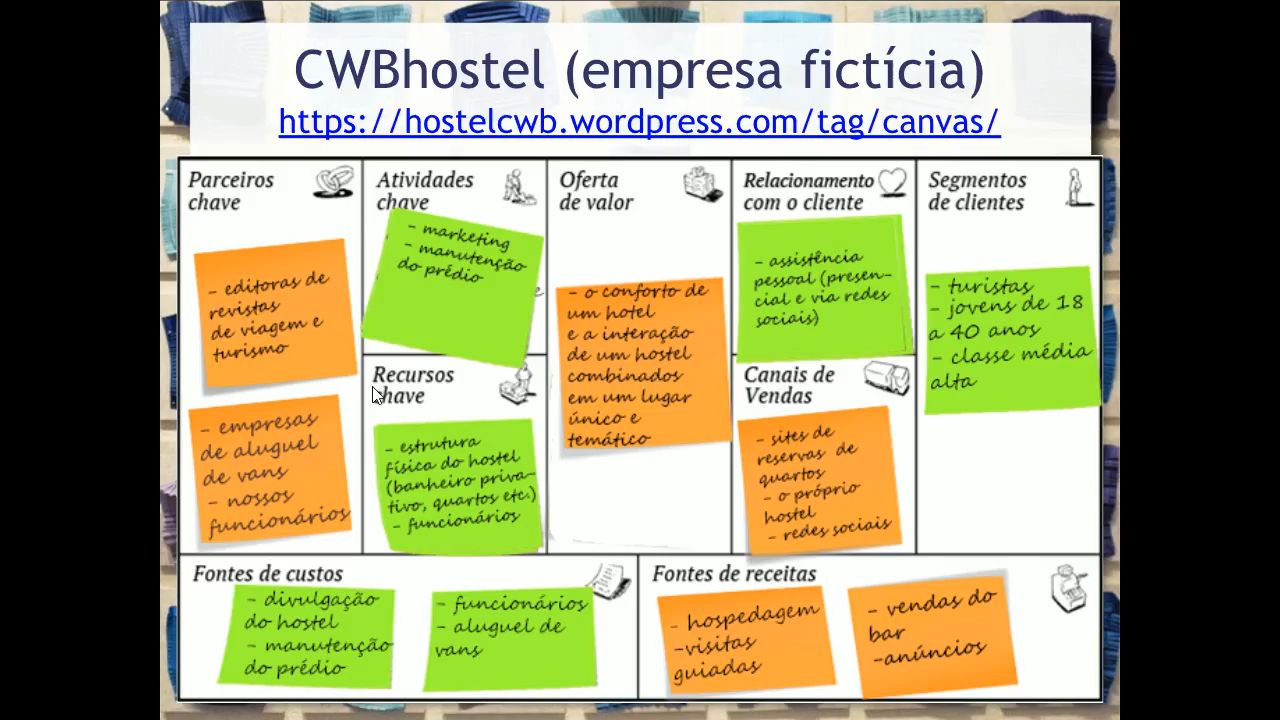 CWBhostel (empresa fictícia)
https://hostelcwb.wordpress.com/tag/canvas/
Parceiros
chave
- editoras de
revistas
de viagem e
turismo
- empresas
de aluguel
de vans
- nossos
funcionários
Atividades
chave
- marketing
- manutenção
do prédio
Recursos
chave
- estrutura
física do hostel
(banheiro priva-
tivo, quartos etc.)
- funcionários
Oferta
de valor
- o conforto de
um hotel
e a interação
de um hostel
combinados
em um lugar
único e
temático
Relacionamento
com o cliente
- assistência
pessoal (presen-
cial e via redes
sociais)
Canais de
Vendas
- sites de
reservas de
quartos
- o próprio
hostel
- redes sociais
Segmentos
de clientes
- turistas
- jovens de 18
a 40 anos
- classe média
alta
Fontes de custos
- divulgação
do hostel
- manutenção
do prédio
- funcionários
- aluguel de
vans
Fontes de receitas
- hospedagem
-visitas
guiadas
- vendas do
bar
-anúncios